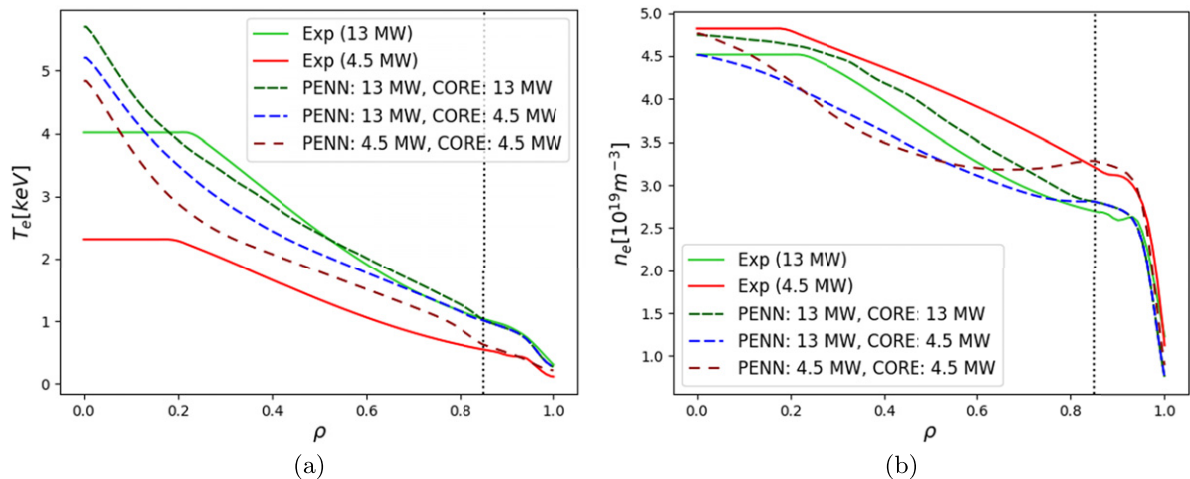 5
4
3
2
1
0
T_e[keV]
0.0 0.2 0.4 0.6 0.8 1.0
ρ
Exp (13 MW)
Exp (4.5 MW)
PENN: 13 MW, CORE: 13 MW
PENN: 13 MW, CORE: 4.5 MW
PENN: 4.5 MW, CORE: 4.5 MW
(a)
5.0
4.5
4.0
3.5
3.0
2.5
2.0
1.5
1.0
n_e[10^{19}m^{-3}]
0.0 0.2 0.4 0.6 0.8 1.0
ρ
Exp (13 MW)
Exp (4.5 MW)
PENN: 13 MW, CORE: 13 MW
PENN: 13 MW, CORE: 4.5 MW
PENN: 4.5 MW, CORE: 4.5 MW
(b)